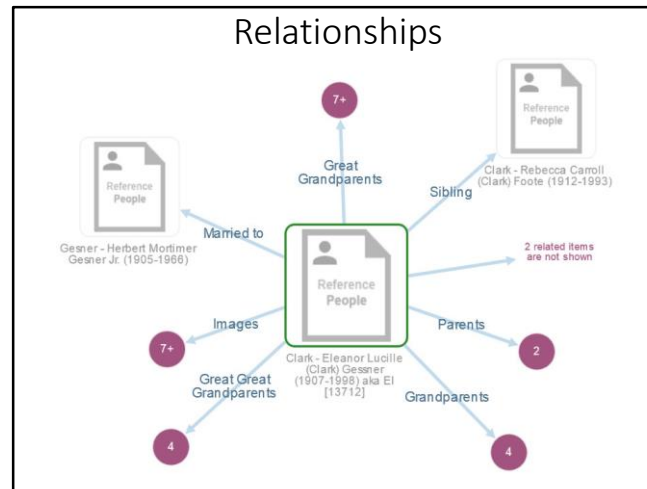 Relationships
7+
Reference
People
Clark - Rebecca Carroll
(Clark) Foote (1912-1993)
Great
Grandparents
Sibling
Reference
People
Gesner - Herbert Mortimer
Gesner Jr. (1905-1966)
Married to
2 related items
are not shown
Reference
People
Images
Parents
7+
2
Clark - Eleanor Lucille
(Clark) Gessner
(1907-1998) aka El
[13712]
Great Great
Grandparents
Grandparents
4
4